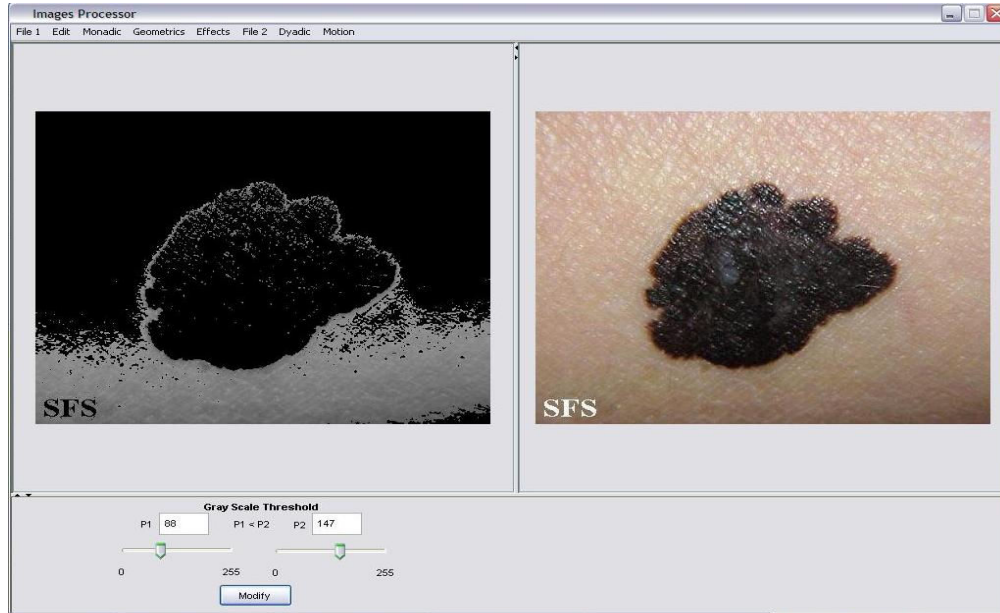 Images Processor
File 1 Edit Monadic Geometrics Effects File 2 Dyadic Motion
SFS SFS
Gray Scale Threshold
P1 88 P1 < P2 P2 147
0 255 0 255
Modify